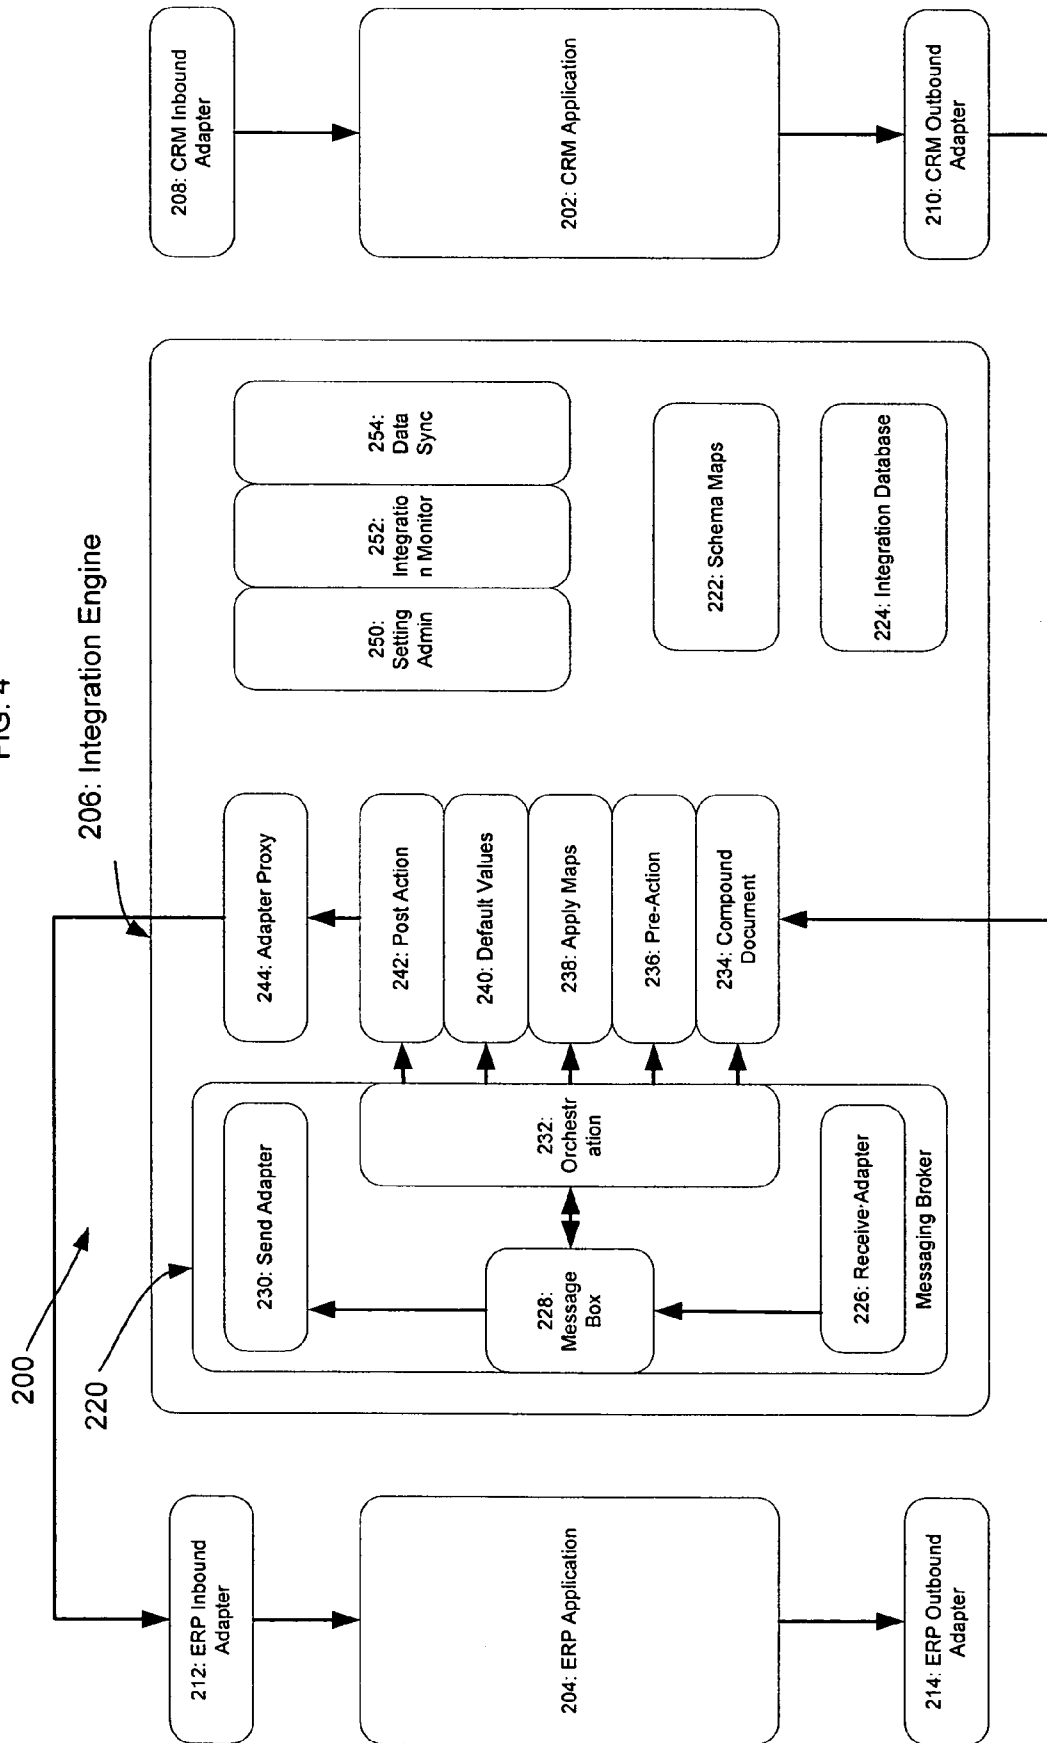 FIG. 4
200
220
206: Integration Engine
212: ERP Inbound
Adapter
204: ERP Application
214: ERP Outbound
Adapter
230: Send Adapter
228:
Message
Box
232:
Orchestr
ation
226: Receive Adapter
Messaging Broker
244: Adapter Proxy
242: Post Action
240: Default Values
238: Apply Maps
236: Pre-Action
234: Compound
Document
250:
Setting
Admin
252:
Integratio
n Monitor
254:
Data
Sync
222: Schema Maps
224: Integration Database
208: CRM Inbound
Adapter
202: CRM Application
210: CRM Outbound
Adapter